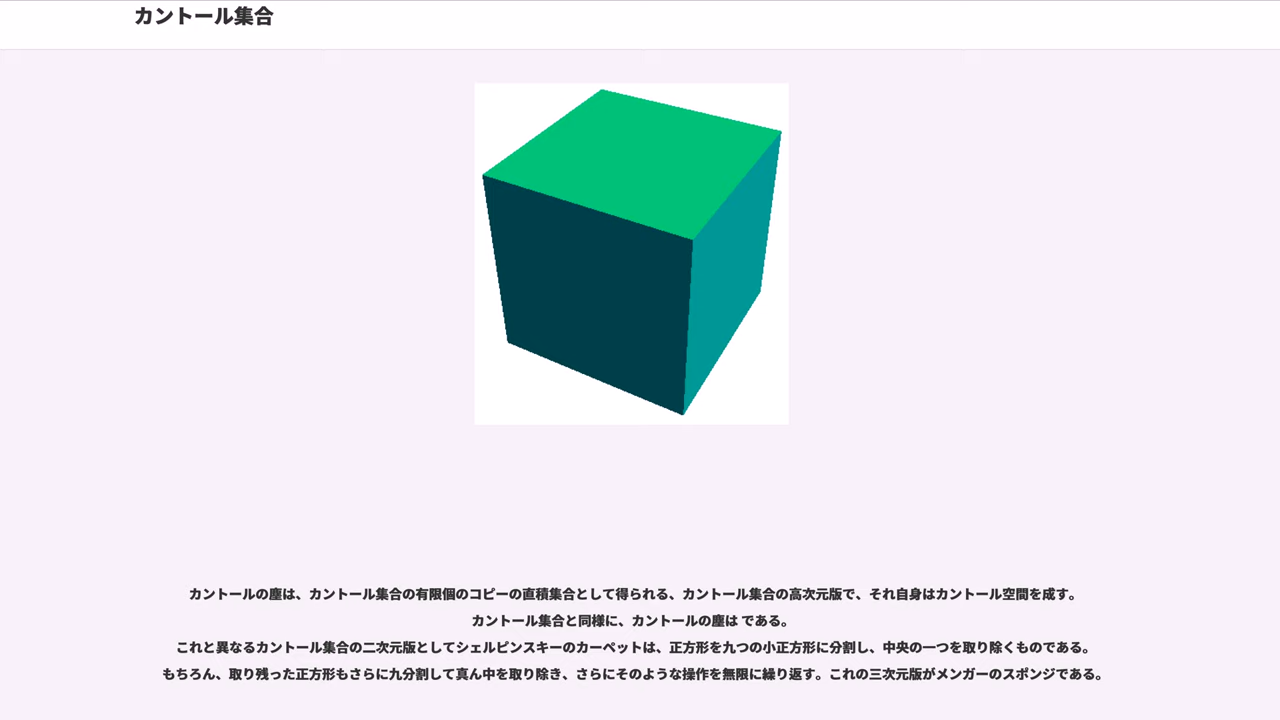 カントール集合
カントールの塵は、カントール集合の有限個のコピーの直積集合として得られる、カントール集合の高次元版で、それ自身はカントール空間を成す。
カントール集合と同様に、カントールの塵は である。
これと異なるカントール集合の二次元版としてシェルピンスキーのカーペットは、正方形を九つの小正方形に分割し、中央の一つを取り除くものである。
もちろん、取り残った正方形もさらに九分割して真ん中を取り除き、さらにそのような操作を無限に繰り返す。これの三次元版がメンガーのスポンジである。